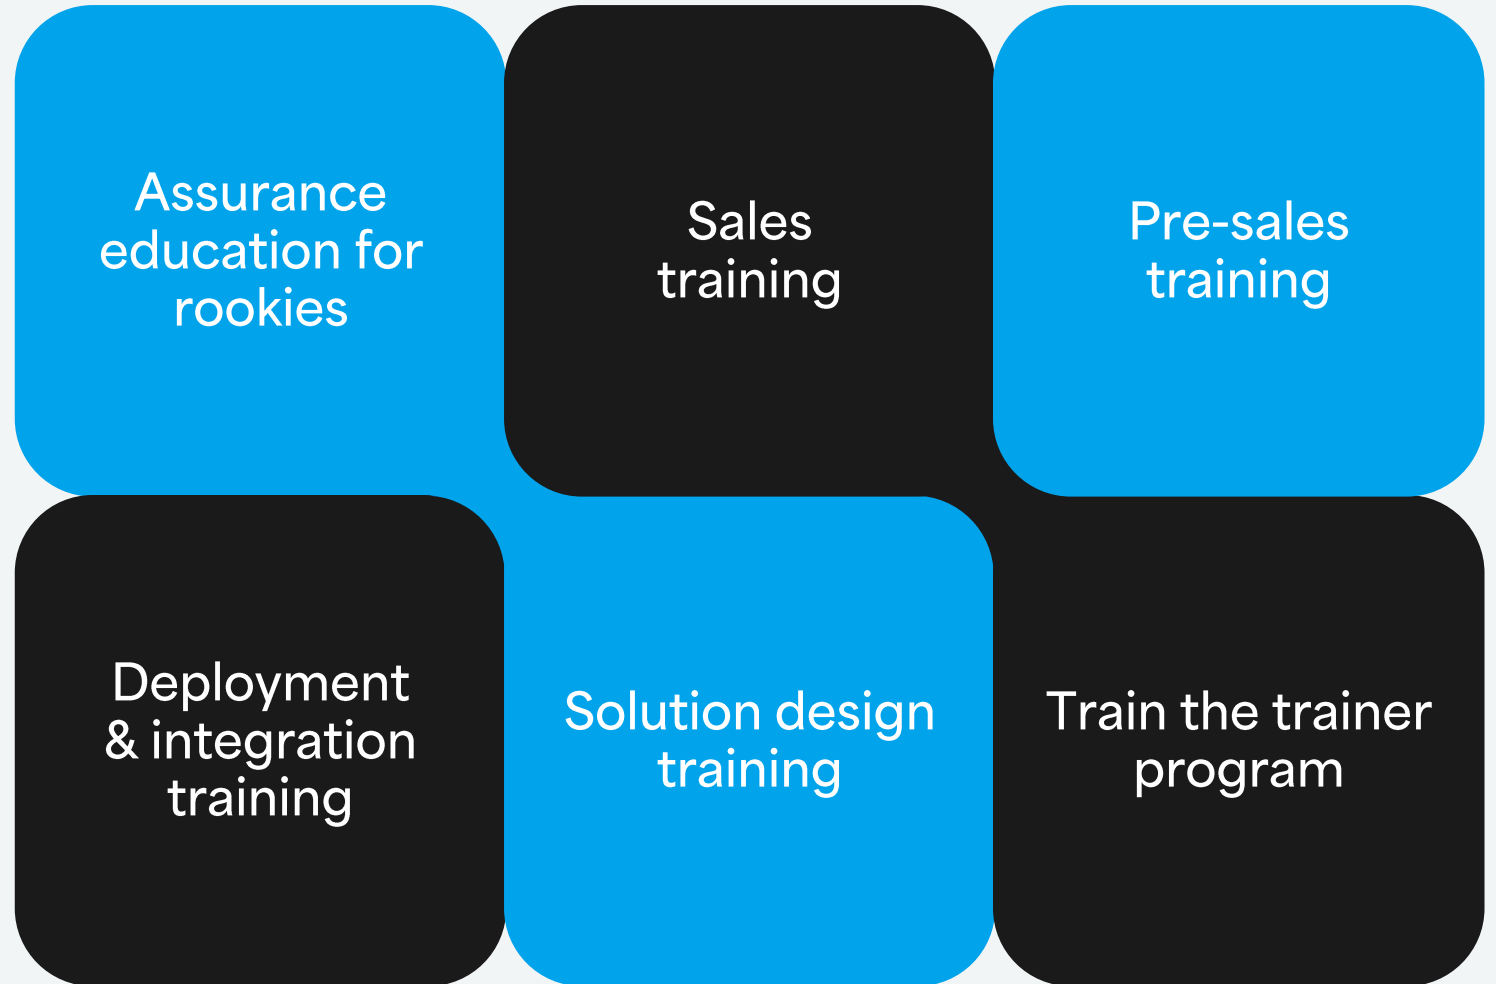 Assurance
education for
rookies
Sales
training
Pre-sales
training
Deployment
& integration
training
Solution design
training
Train the trainer
program